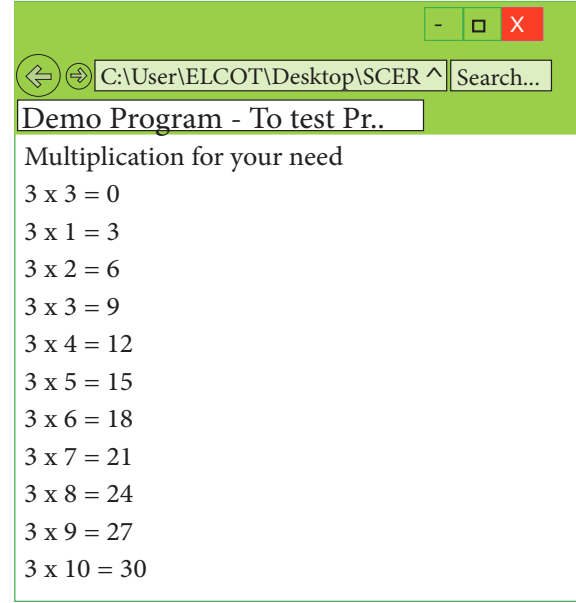 - □ X
C:\User\ELCOT\Desktop\SCER ^ Search...
Demo Program - To test Pr..
Multiplication for your need
3 x 3 = 0
3 x 1 = 3
3 x 2 = 6
3 x 3 = 9
3 x 4 = 12
3 x 5 = 15
3 x 6 = 18
3 x 7 = 21
3 x 8 = 24
3 x 9 = 27
3 x 10 = 30